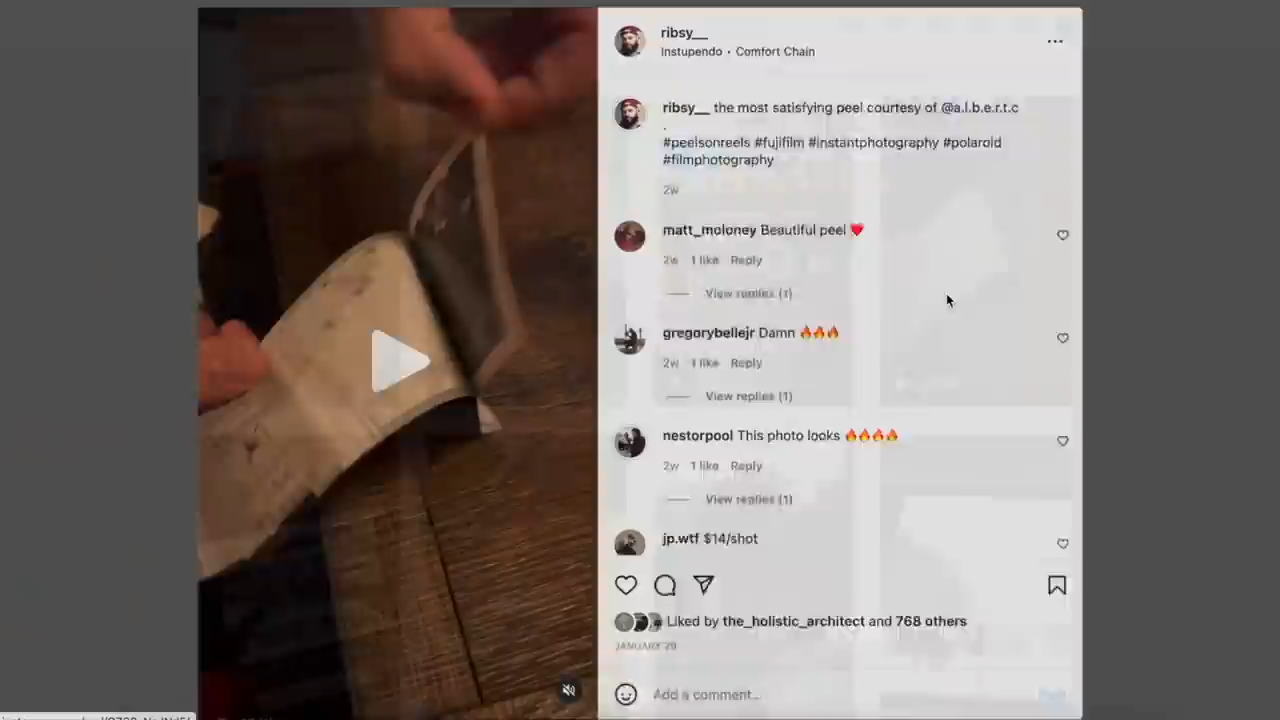 ribsy__
Instupendo • Comfort Chain
ribsy__ the most satisfying peel courtesy of @a.l.b.e.r.t.c
.
#peelsonreels #fujifilm #instantphotography #polaroid
#filmphotography
2w
matt_moloney Beautiful peel ❤️
2w 1 like Reply
View replies (1)
gregorybellejr Damn 🔥🔥🔥
2w 1 like Reply
View replies (1)
nestorpool This photo looks 🔥🔥🔥🔥
2w 1 like Reply
View replies (1)
jp.wtf $14/shot
Liked by the_holistic_architect and 768 others
JANUARY 29
Add a comment...